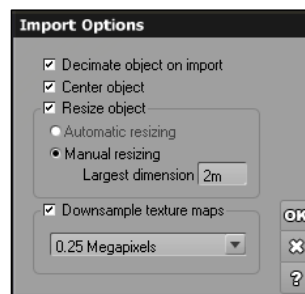 Import Options
Decimate object on import
Center object
Resize object
Automatic resizing
Manual resizing
Largest dimension 2m
Downsample texture maps
0.25 Megapixels
OK
?